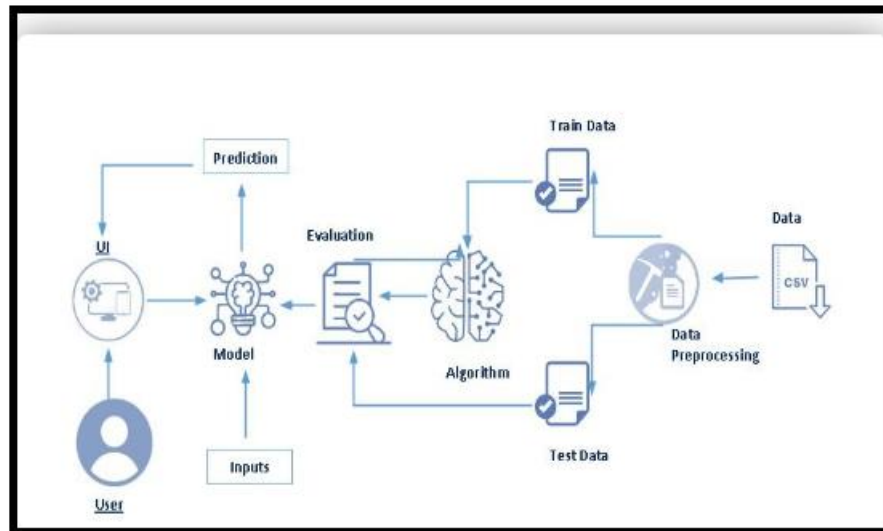 Train Data
Prediction
Data
Evaluation
UI
CSV
Model
Data
Preprocessing
Algorithm
Test Data
Inputs
User